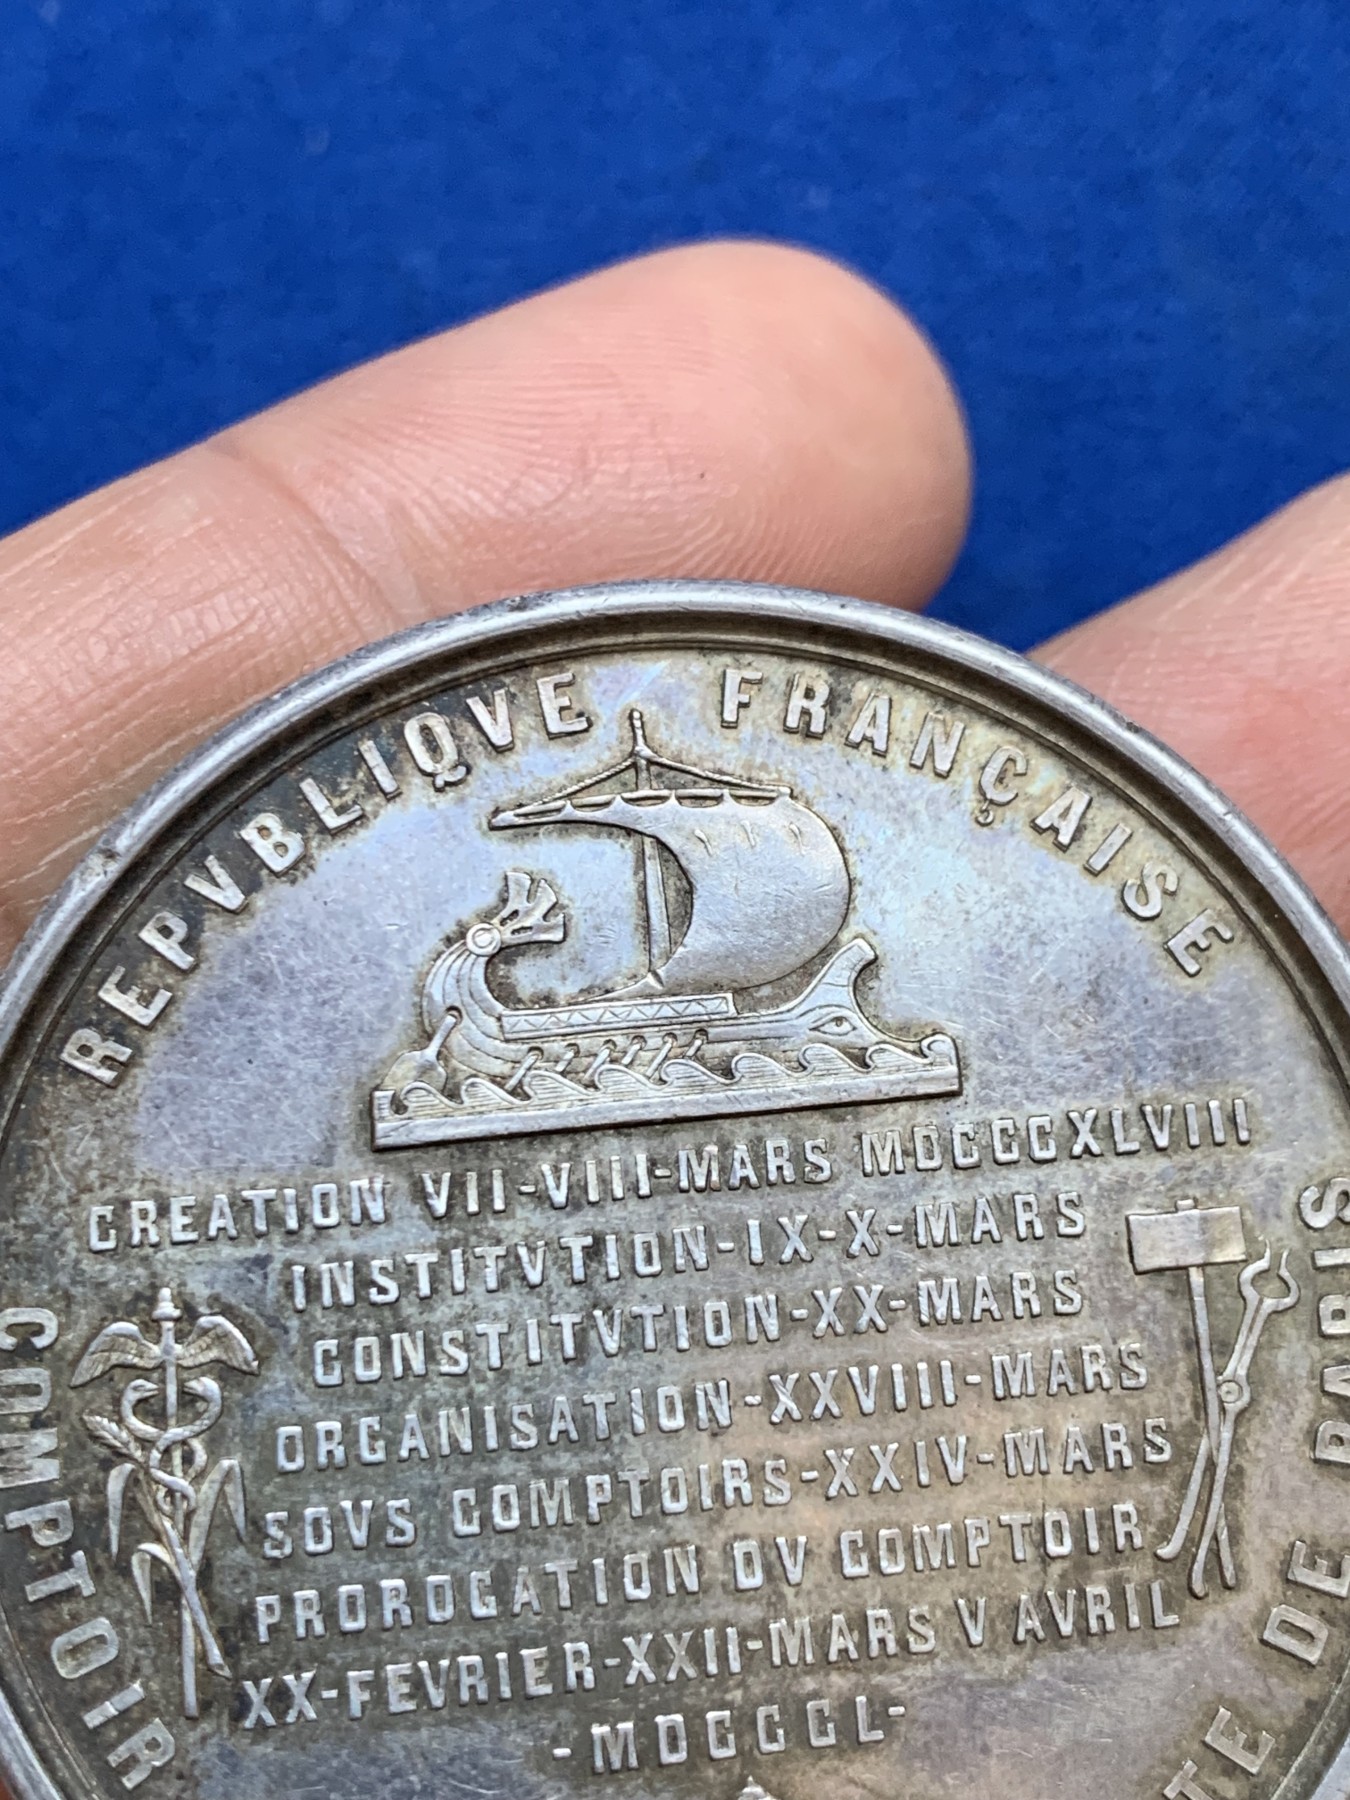 REPVBLIQVE FRANÇAISE
CREATION VII-VIII-MARS MDCCCXLVIII
INSTITVTION-IX-X-MARS
CONSTITVTION-XX-MARS
ORGANISATION-XXVIII-MARS
SOVS COMPTOIRS-XXIV-MARS
PROROGATION DV COMPTOIR
XX-FEVRIER-XXII-MARS V AVRIL
-MDCCCL-
COMPTOIR
DE PARIS